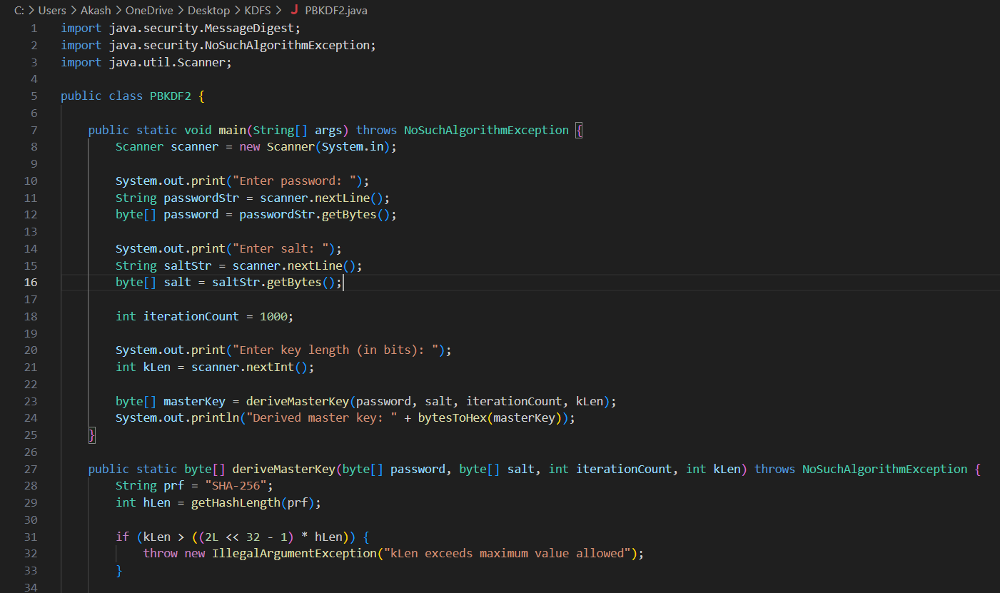 C: > Users > Akash > OneDrive > Desktop > KDFS > J PBKDF2.java
1 import java.security.MessageDigest;
2 import java.security.NoSuchAlgorithmException;
3 import java.util.Scanner;
4
5 public class PBKDF2 {
6
7     public static void main(String[] args) throws NoSuchAlgorithmException {
8         Scanner scanner = new Scanner(System.in);
9
10         System.out.print("Enter password: ");
11         String passwordStr = scanner.nextLine();
12         byte[] password = passwordStr.getBytes();
13
14         System.out.print("Enter salt: ");
15         String saltStr = scanner.nextLine();
16         byte[] salt = saltStr.getBytes();
17
18         int iterationCount = 1000;
19
20         System.out.print("Enter key length (in bits): ");
21         int kLen = scanner.nextInt();
22
23         byte[] masterKey = deriveMasterKey(password, salt, iterationCount, kLen);
24         System.out.println("Derived master key: " + bytesToHex(masterKey));
25     }
26
27     public static byte[] deriveMasterKey(byte[] password, byte[] salt, int iterationCount, int kLen) throws NoSuchAlgorithmException {
28         String prf = "SHA-256";
29         int hLen = getHashLength(prf);
30
31         if (kLen > ((2L << 32 - 1) * hLen)) {
32             throw new IllegalArgumentException("kLen exceeds maximum value allowed");
33         }
34